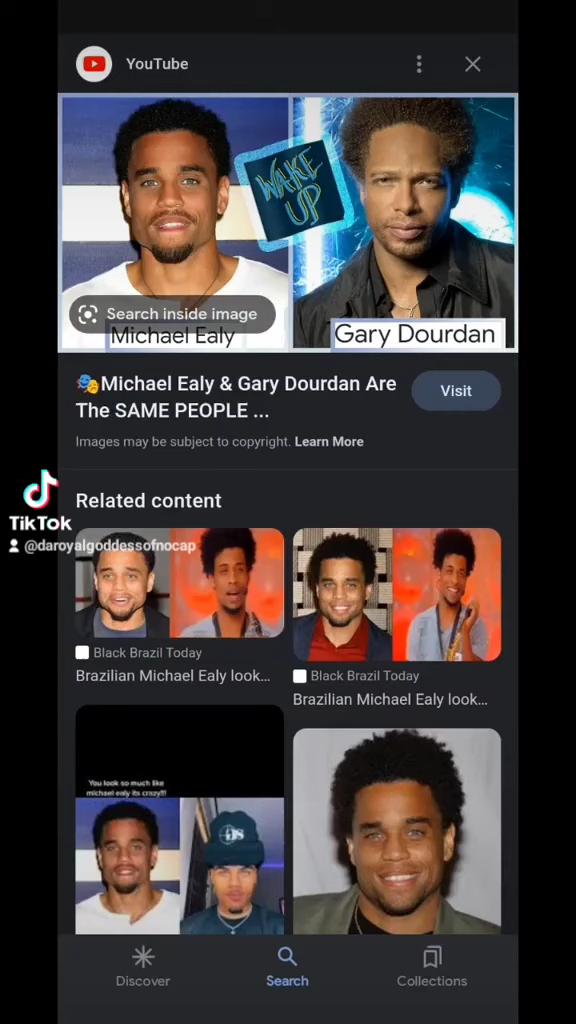 YouTube
WAKE
UP
Search inside image
Michael Ealy
Gary Dourdan
🎭Michael Ealy & Gary Dourdan Are
The SAME PEOPLE ...
Visit
Images may be subject to copyright. Learn More
TikTok
@daroyalgoddessofnocap
Related content
Black Brazil Today
Brazilian Michael Ealy look...
Black Brazil Today
Brazilian Michael Ealy look...
You look so much like
michael ealy its crazy!!!
Discover
Search
Collections